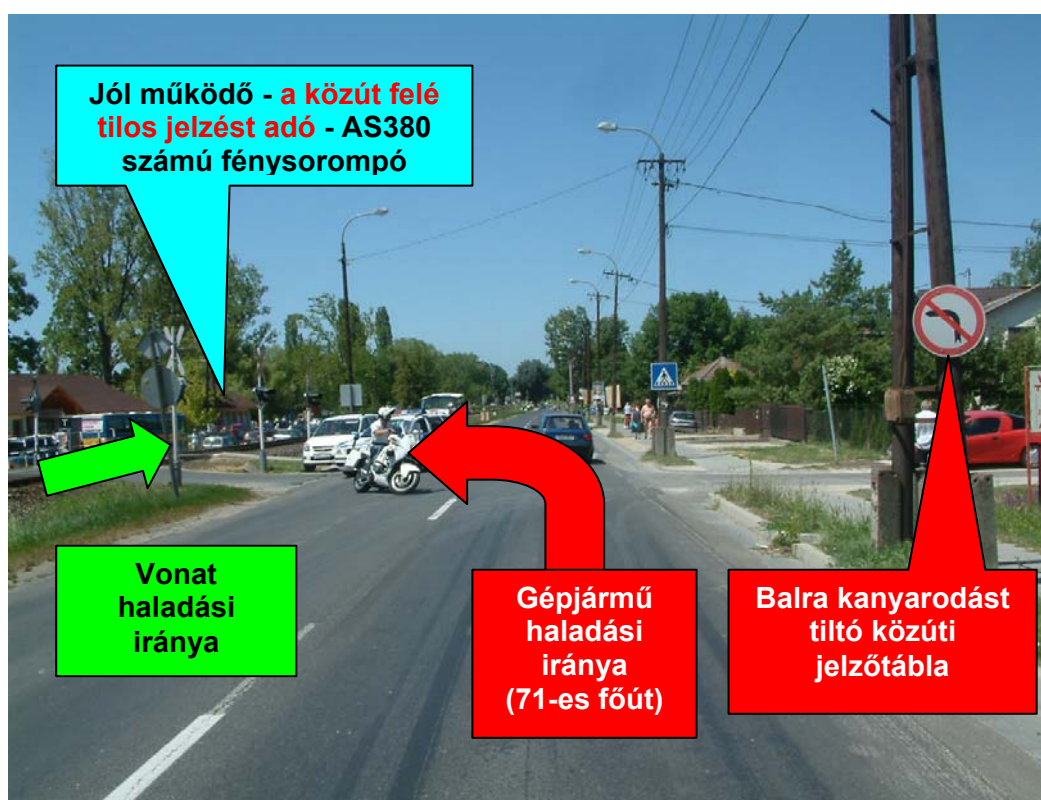 Jól működő - a közút felé
tilos jelzést adó - AS380
számú fénysorompó
Vonat
haladási
iránya
Gépjármű
haladási
iránya
(71-es főút)
Balra kanyarodást
tiltó közúti
jelzőtábla